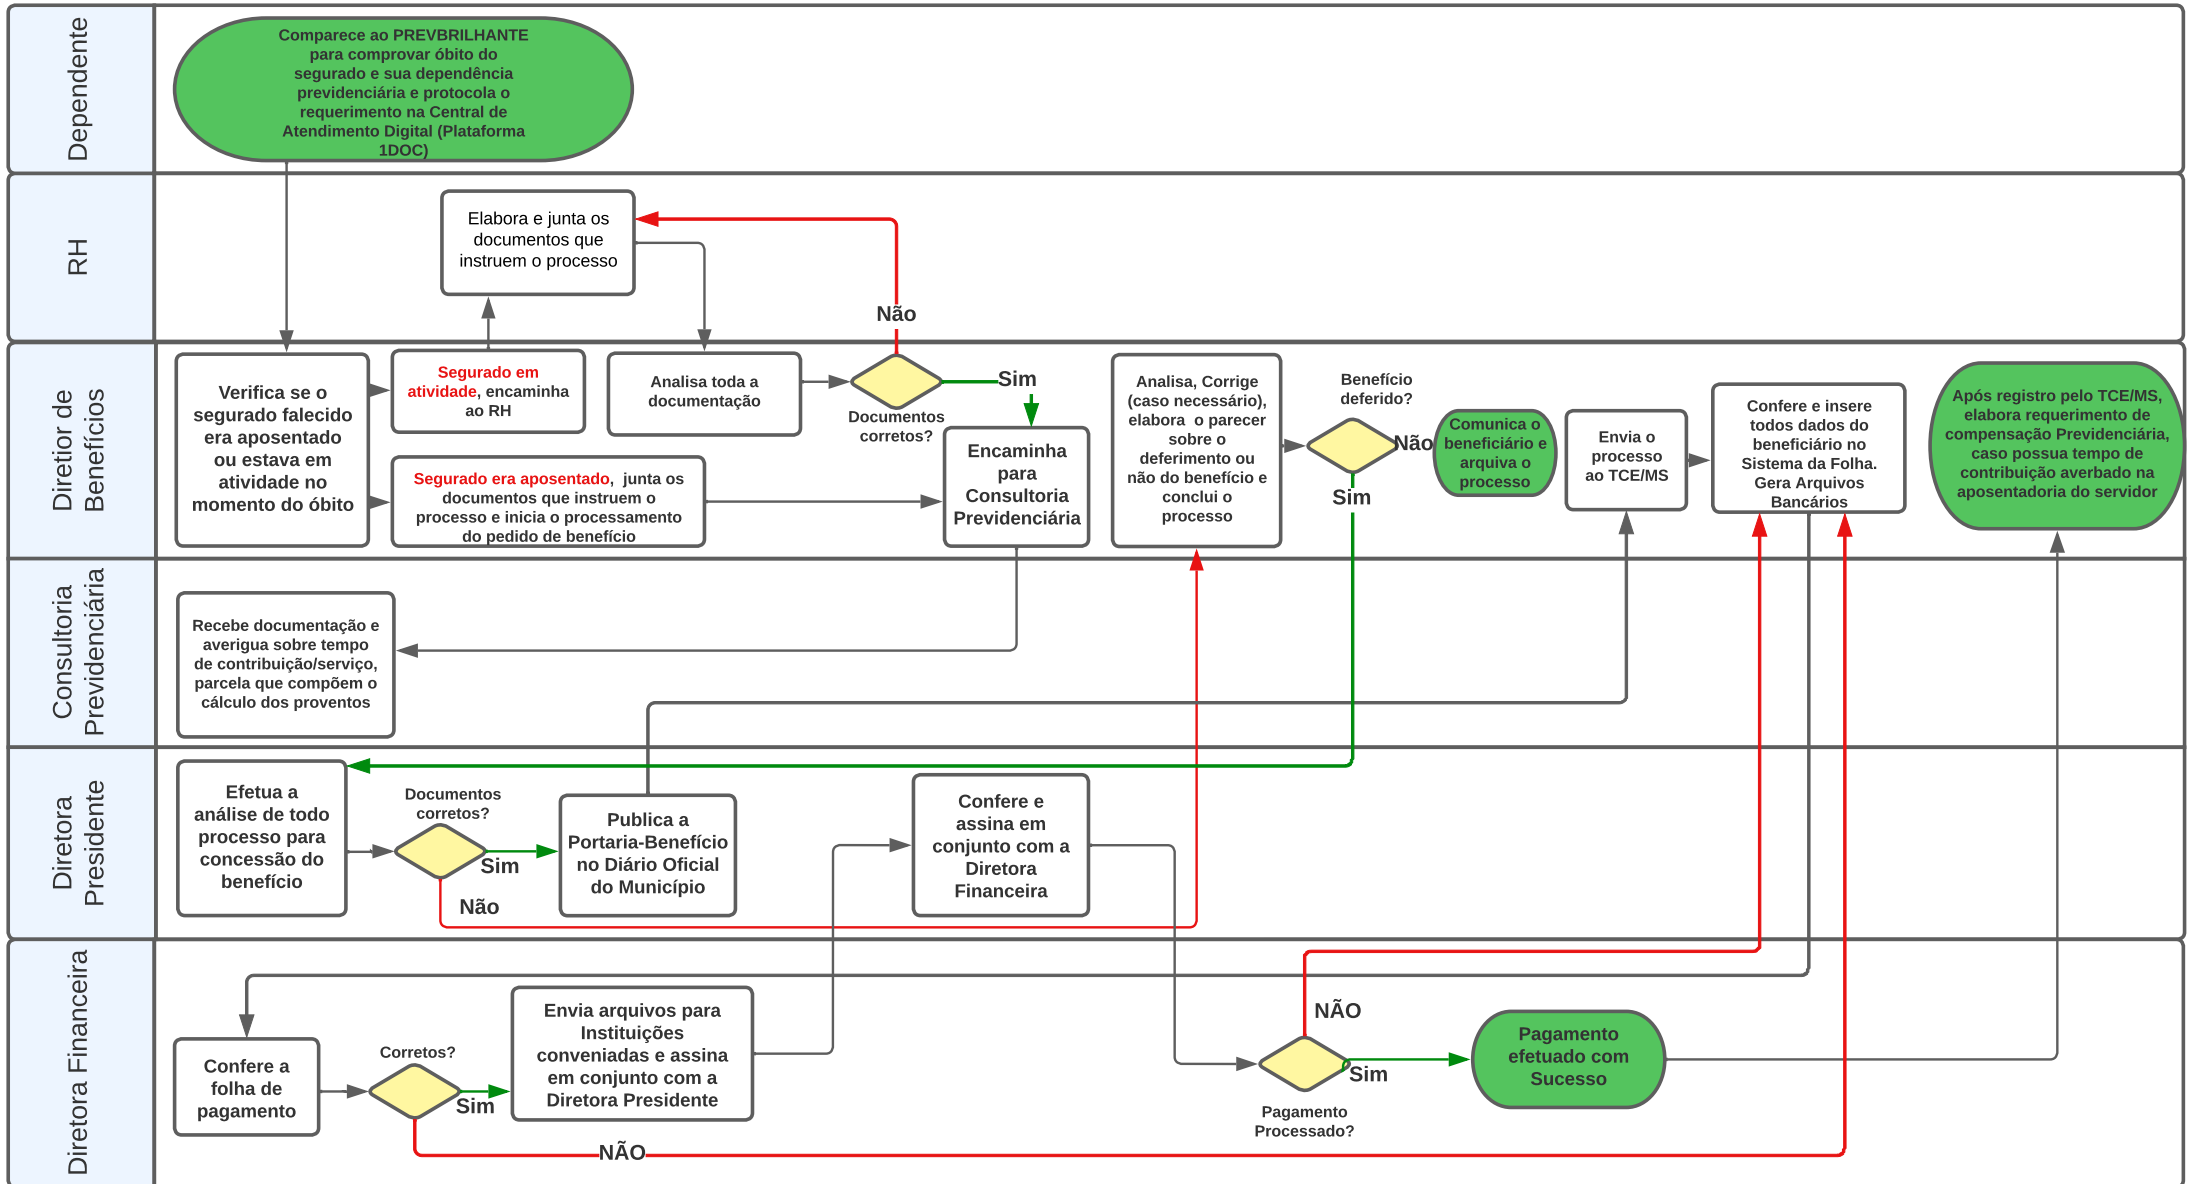 Dependente
Comparece ao PREVBRILHANTE
para comprovar óbito do
segurado e sua dependência
previdenciária e protocola o
requerimento na Central de
Atendimento Digital (Plataforma
1DOC)
RH
Elabora e junta os
documentos que
instruem o processo
Não
Diretior de
Benefícios
Verifica se o
segurado falecido
era aposentado
ou estava em
atividade no
momento do óbito
Segurado em
atividade, encaminha
ao RH
Segurado era aposentado,  junta os
documentos que instruem o
processo e inicia o processamento
do pedido de benefício
Analisa toda a
documentação
Documentos
corretos?
Sim
Encaminha
para
Consultoria
Previdenciária
Analisa, Corrige
(caso necessário),
elabora  o parecer
sobre o
deferimento ou
não do benefício e
conclui o
processo
Benefício
deferido?
Não
Sim
Comunica o
beneficiário e
arquiva o
processo
Envia o
processo
ao TCE/MS
Confere e insere
todos dados do
beneficiário no
Sistema da Folha.
Gera Arquivos
Bancários
Após registro pelo TCE/MS,
elabora requerimento de
compensação Previdenciária,
caso possua tempo de
contribuição averbado na
aposentadoria do servidor
Consultoria
Previdenciária
Recebe documentação e
averigua sobre tempo
de contribuição/serviço,
parcela que compõem o
cálculo dos proventos
Diretora
Presidente
Efetua a
análise de todo
processo para
concessão do
benefício
Documentos
corretos?
Sim
Não
Publica a
Portaria-Benefício
no Diário Oficial
do Município
Confere e
assina em
conjunto com a
Diretora
Financeira
Diretora Financeira
Confere a
folha de
pagamento
Corretos?
Sim
NÃO
Envia arquivos para
Instituições
conveniadas e assina
em conjunto com a
Diretora Presidente
NÃO
Sim
Pagamento
Processado?
Pagamento
efetuado com
Sucesso